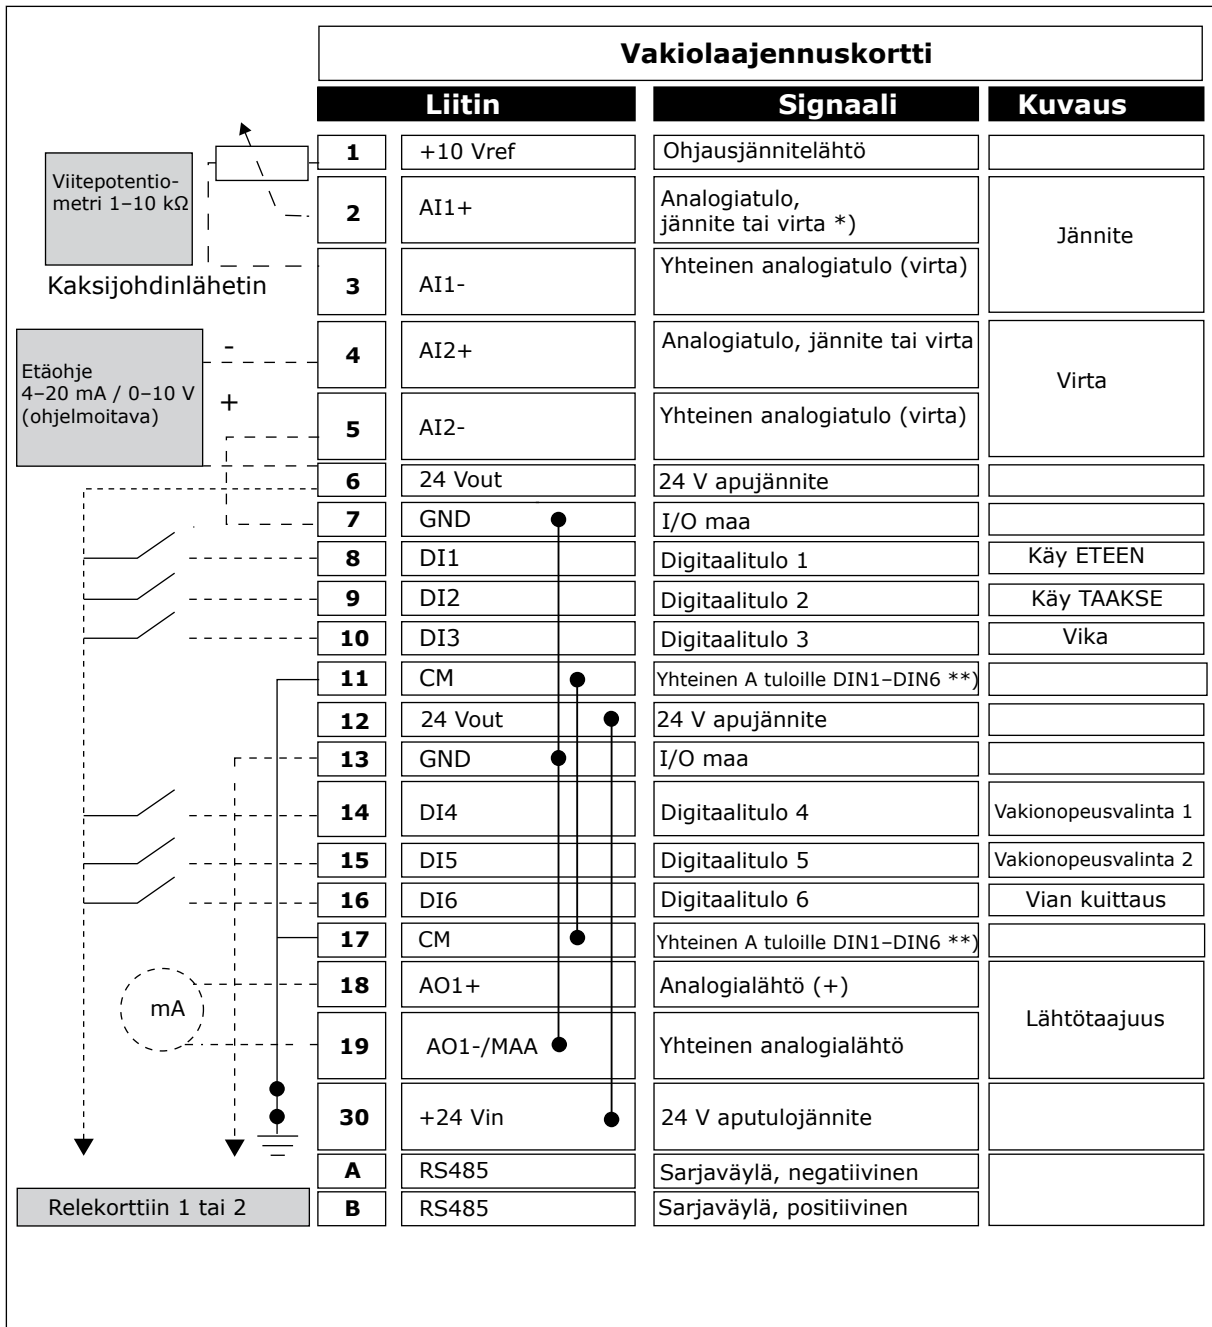 Vakiolaajennuskortti
Liitin Signaali Kuvaus
1 +10 Vref Ohjausjännitelähtö
Viitepotentio-
metri 1–10 kΩ
2 AI1+ Analogiatulo,
jännite tai virta *)
Jännite
Kaksijohdinlähetin
3 AI1- Yhteinen analogiatulo (virta)
4 AI2+ Analogiatulo, jännite tai virta
Virta
Etäohje
4–20 mA / 0–10 V
(ohjelmoitava)
-
+
5 AI2- Yhteinen analogiatulo (virta)
6 24 Vout 24 V apujännite
7 GND I/O maa
8 DI1 Digitaalitulo 1 Käy ETEEN
9 DI2 Digitaalitulo 2 Käy TAAKSE
10 DI3 Digitaalitulo 3 Vika
11 CM Yhteinen A tuloille DIN1–DIN6 **)
12 24 Vout 24 V apujännite
13 GND I/O maa
14 DI4 Digitaalitulo 4 Vakionopeusvalinta 1
15 DI5 Digitaalitulo 5 Vakionopeusvalinta 2
16 DI6 Digitaalitulo 6 Vian kuittaus
17 CM Yhteinen A tuloille DIN1–DIN6 **)
18 AO1+ Analogialähtö (+)
mA
Lähtötaajuus
19 AO1-/MAA Yhteinen analogialähtö
30 +24 Vin 24 V aputulojännite
A RS485 Sarjaväylä, negatiivinen
Relekorttiin 1 tai 2
B RS485 Sarjaväylä, positiivinen